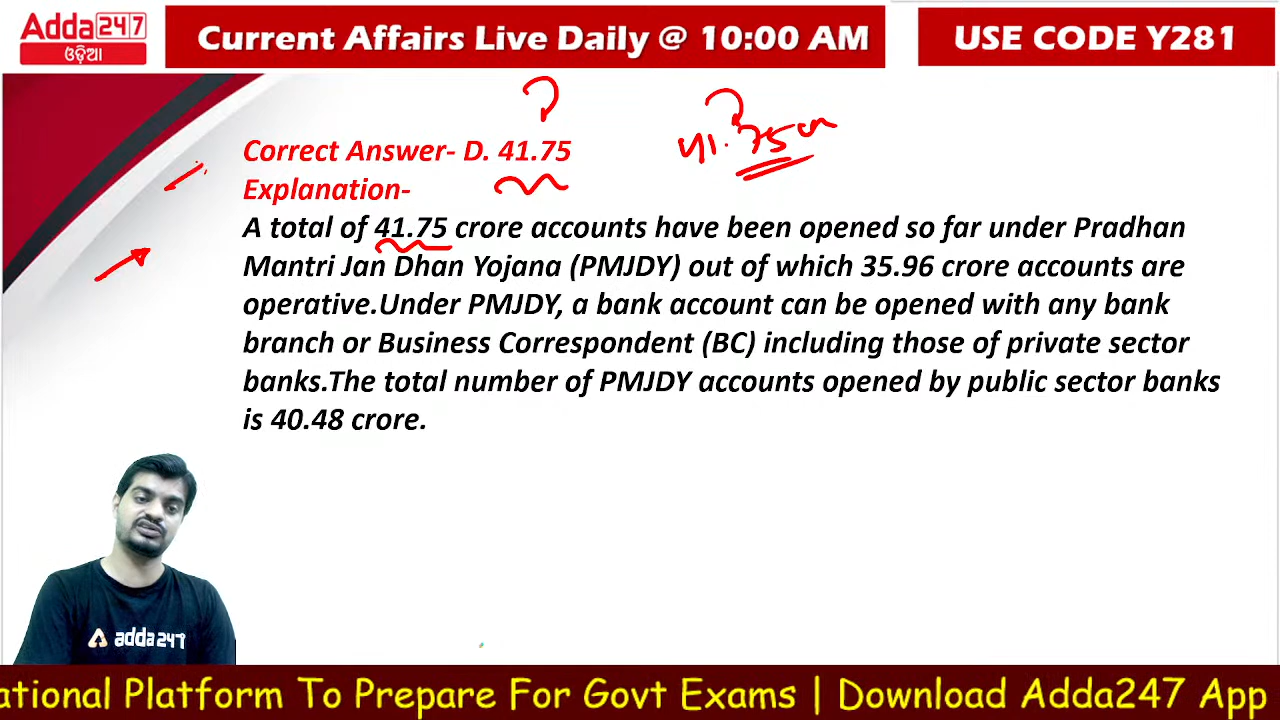 Adda247
ଓଡ଼ିଆ
Current Affairs Live Daily @ 10:00 AM
USE CODE Y281
Correct Answer- D. 41.75
41.75 cr
Explanation-
A total of 41.75 crore accounts have been opened so far under Pradhan
Mantri Jan Dhan Yojana (PMJDY) out of which 35.96 crore accounts are
operative.Under PMJDY, a bank account can be opened with any bank
branch or Business Correspondent (BC) including those of private sector
banks.The total number of PMJDY accounts opened by public sector banks
is 40.48 crore.
adda247
ational Platform To Prepare For Govt Exams | Download Adda247 App